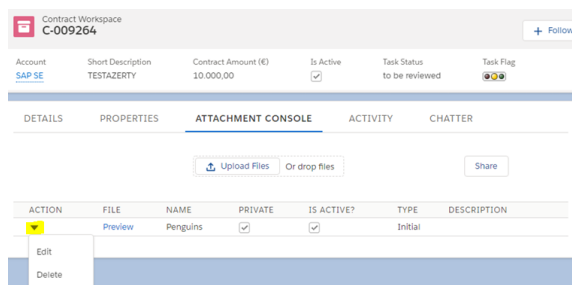 Contract Workspace
C-009264
+ Follow
Account Short Description Contract Amount (€) Is Active Task Status Task Flag
SAP SE TESTAZERTY 10.000,00 to be reviewed
DETAILS PROPERTIES ATTACHMENT CONSOLE ACTIVITY CHATTER
Upload Files Or drop files Share
ACTION FILE NAME PRIVATE IS ACTIVE? TYPE DESCRIPTION
Preview Penguins Initial
Edit
Delete